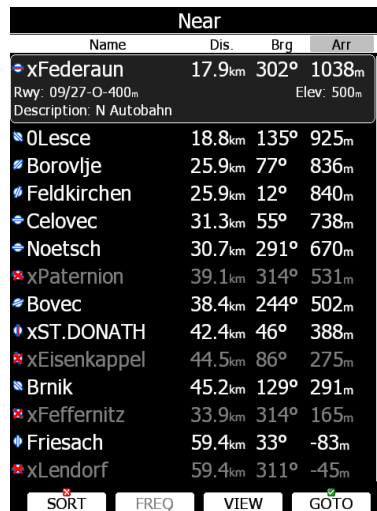 Near
Name Dis. Brg Arr
xFederaun 17.9km 302° 1038m
Rwy: 09/27-O-400m Elev: 500m
Description: N Autobahn
0Lesce 18.8km 135° 925m
Borovlje 25.9km 77° 836m
Feldkirchen 25.9km 12° 840m
Celovec 31.3km 55° 738m
Noetsch 30.7km 291° 670m
xPaternion 39.1km 314° 531m
Bovec 38.4km 244° 502m
xST.DONATH 42.4km 46° 388m
xEisenkappel 44.5km 86° 275m
Brnik 45.2km 129° 291m
xFeffernitz 33.9km 314° 165m
Friesach 59.4km 33° -83m
xLendorf 59.4km 311° -45m
SORT FREQ VIEW GOTO